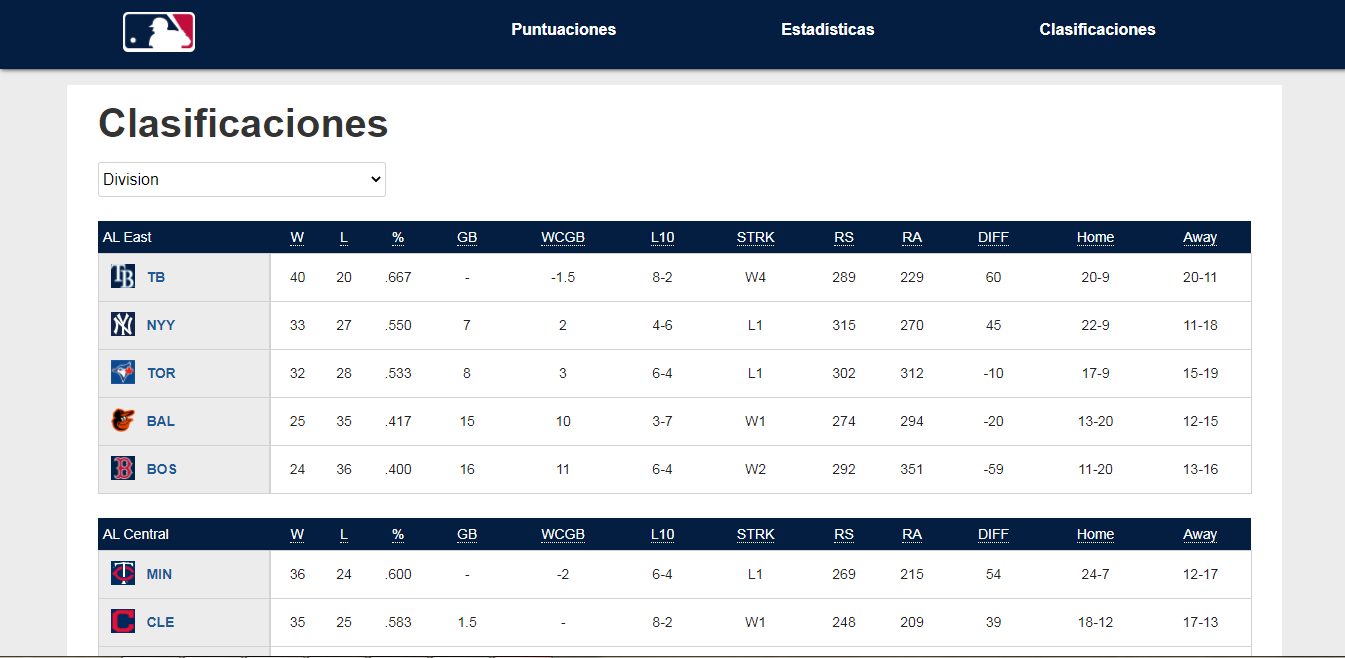 Puntuaciones Estadísticas Clasificaciones
Clasificaciones
Division
AL East W L % GB WCGB L10 STRK RS RA DIFF Home Away
TB 40 20 .667 - -1.5 8-2 W4 289 229 60 20-9 20-11
NYY 33 27 .550 7 2 4-6 L1 315 270 45 22-9 11-18
TOR 32 28 .533 8 3 6-4 L1 302 312 -10 17-9 15-19
BAL 25 35 .417 15 10 3-7 W1 274 294 -20 13-20 12-15
BOS 24 36 .400 16 11 6-4 W2 292 351 -59 11-20 13-16
AL Central W L % GB WCGB L10 STRK RS RA DIFF Home Away
MIN 36 24 .600 - -2 6-4 L1 269 215 54 24-7 12-17
CLE 35 25 .583 1.5 - 8-2 W1 248 209 39 18-12 17-13